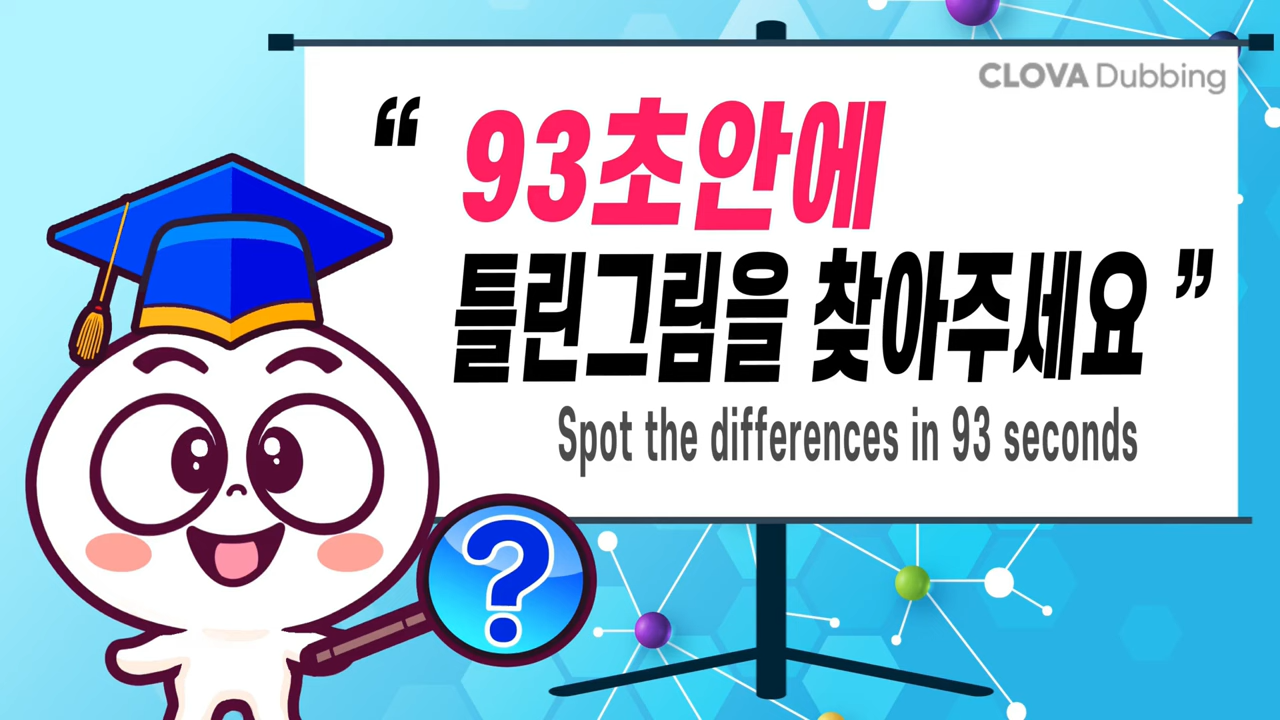 CLOVA Dubbing
“ 93초안에
틀린그림을 찾아주세요 ”
Spot the differences in 93 seconds
?